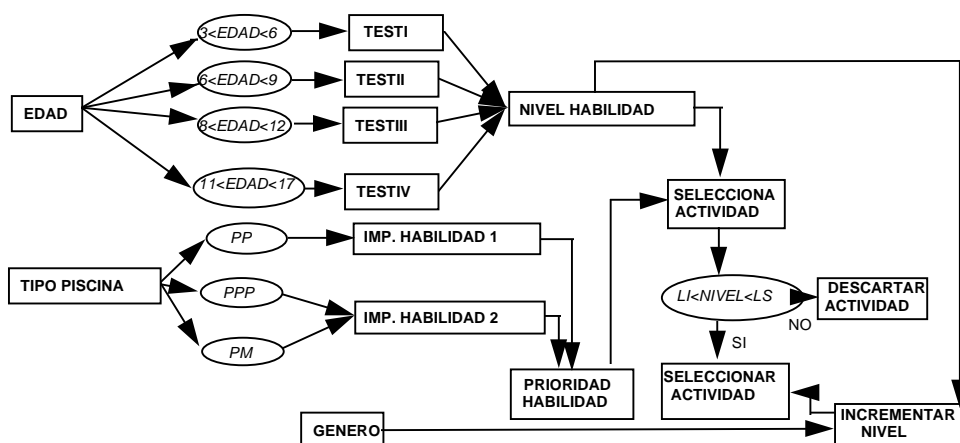 3<EDAD<6
TESTI
6<EDAD<9
TESTII
EDAD
NIVEL HABILIDAD
8<EDAD<12
TESTIII
11<EDAD<17
TESTIV
SELECCIONA
ACTIVIDAD
PP
IMP. HABILIDAD 1
TIPO PISCINA
PPP
IMP. HABILIDAD 2
LI<NIVEL<LS
DESCARTAR
ACTIVIDAD
NO
SI
PM
PRIORIDAD
HABILIDAD
SELECCIONAR
ACTIVIDAD
GENERO
INCREMENTAR
NIVEL